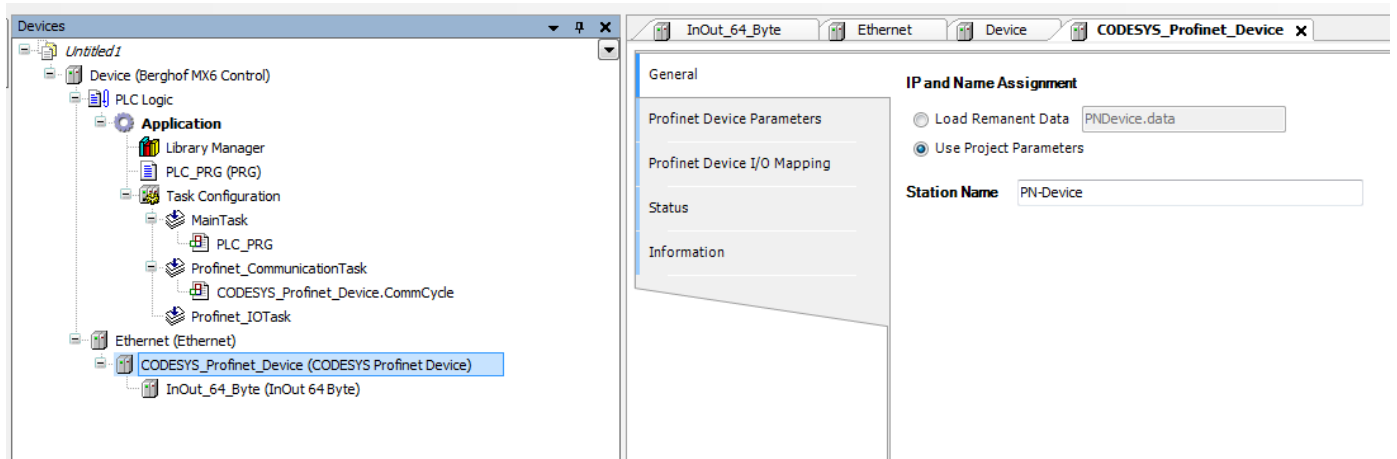 Devices
Untitled1
Device (Berghof MX6 Control)
PLC Logic
Application
Library Manager
PLC_PRG (PRG)
Task Configuration
MainTask
PLC_PRG
Profinet_CommunicationTask
CODESYS_Profinet_Device.CommCycle
Profinet_IOTask
Ethernet (Ethernet)
CODESYS_Profinet_Device (CODESYS Profinet Device)
InOut_64_Byte (InOut 64 Byte)
InOut_64_Byte Ethernet Device CODESYS_Profinet_Device
General
Profinet Device Parameters
Profinet Device I/O Mapping
Status
Information
IP and Name Assignment
Load Remanent Data PNDevice.data
Use Project Parameters
Station Name PN-Device